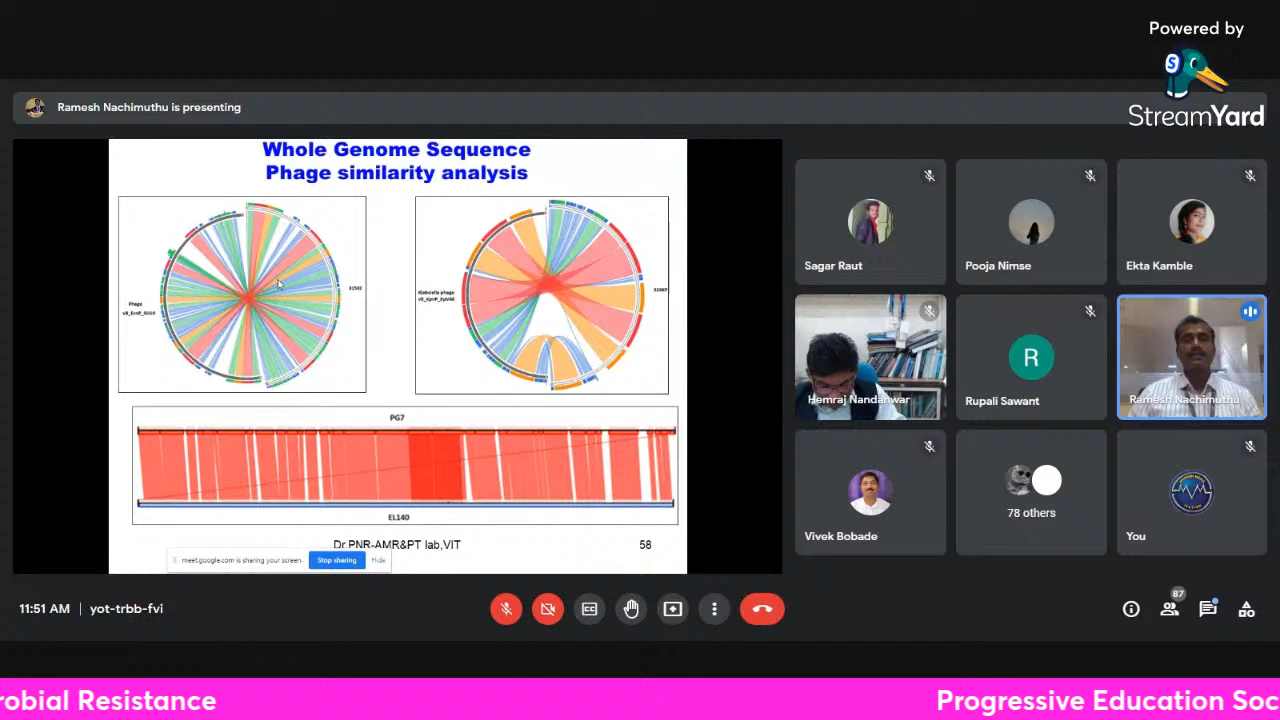 Powered by
StreamYard
Ramesh Nachimuthu is presenting
Whole Genome Sequence
Phage similarity analysis
Phage
Klebsiella phage
PG7
EL140
Dr.PNR-AMR&PT lab,VIT
58
meet.google.com is sharing your screen.
Stop sharing
Hide
Sagar Raut
Pooja Nimse
Ekta Kamble
Hemraj Nandanwar
R
Rupali Sawant
Ramesh Nachimuthu
Vivek Bobade
78 others
You
11:51 AM | yot-trbb-fvi
87
robial Resistance
Progressive Education Soc